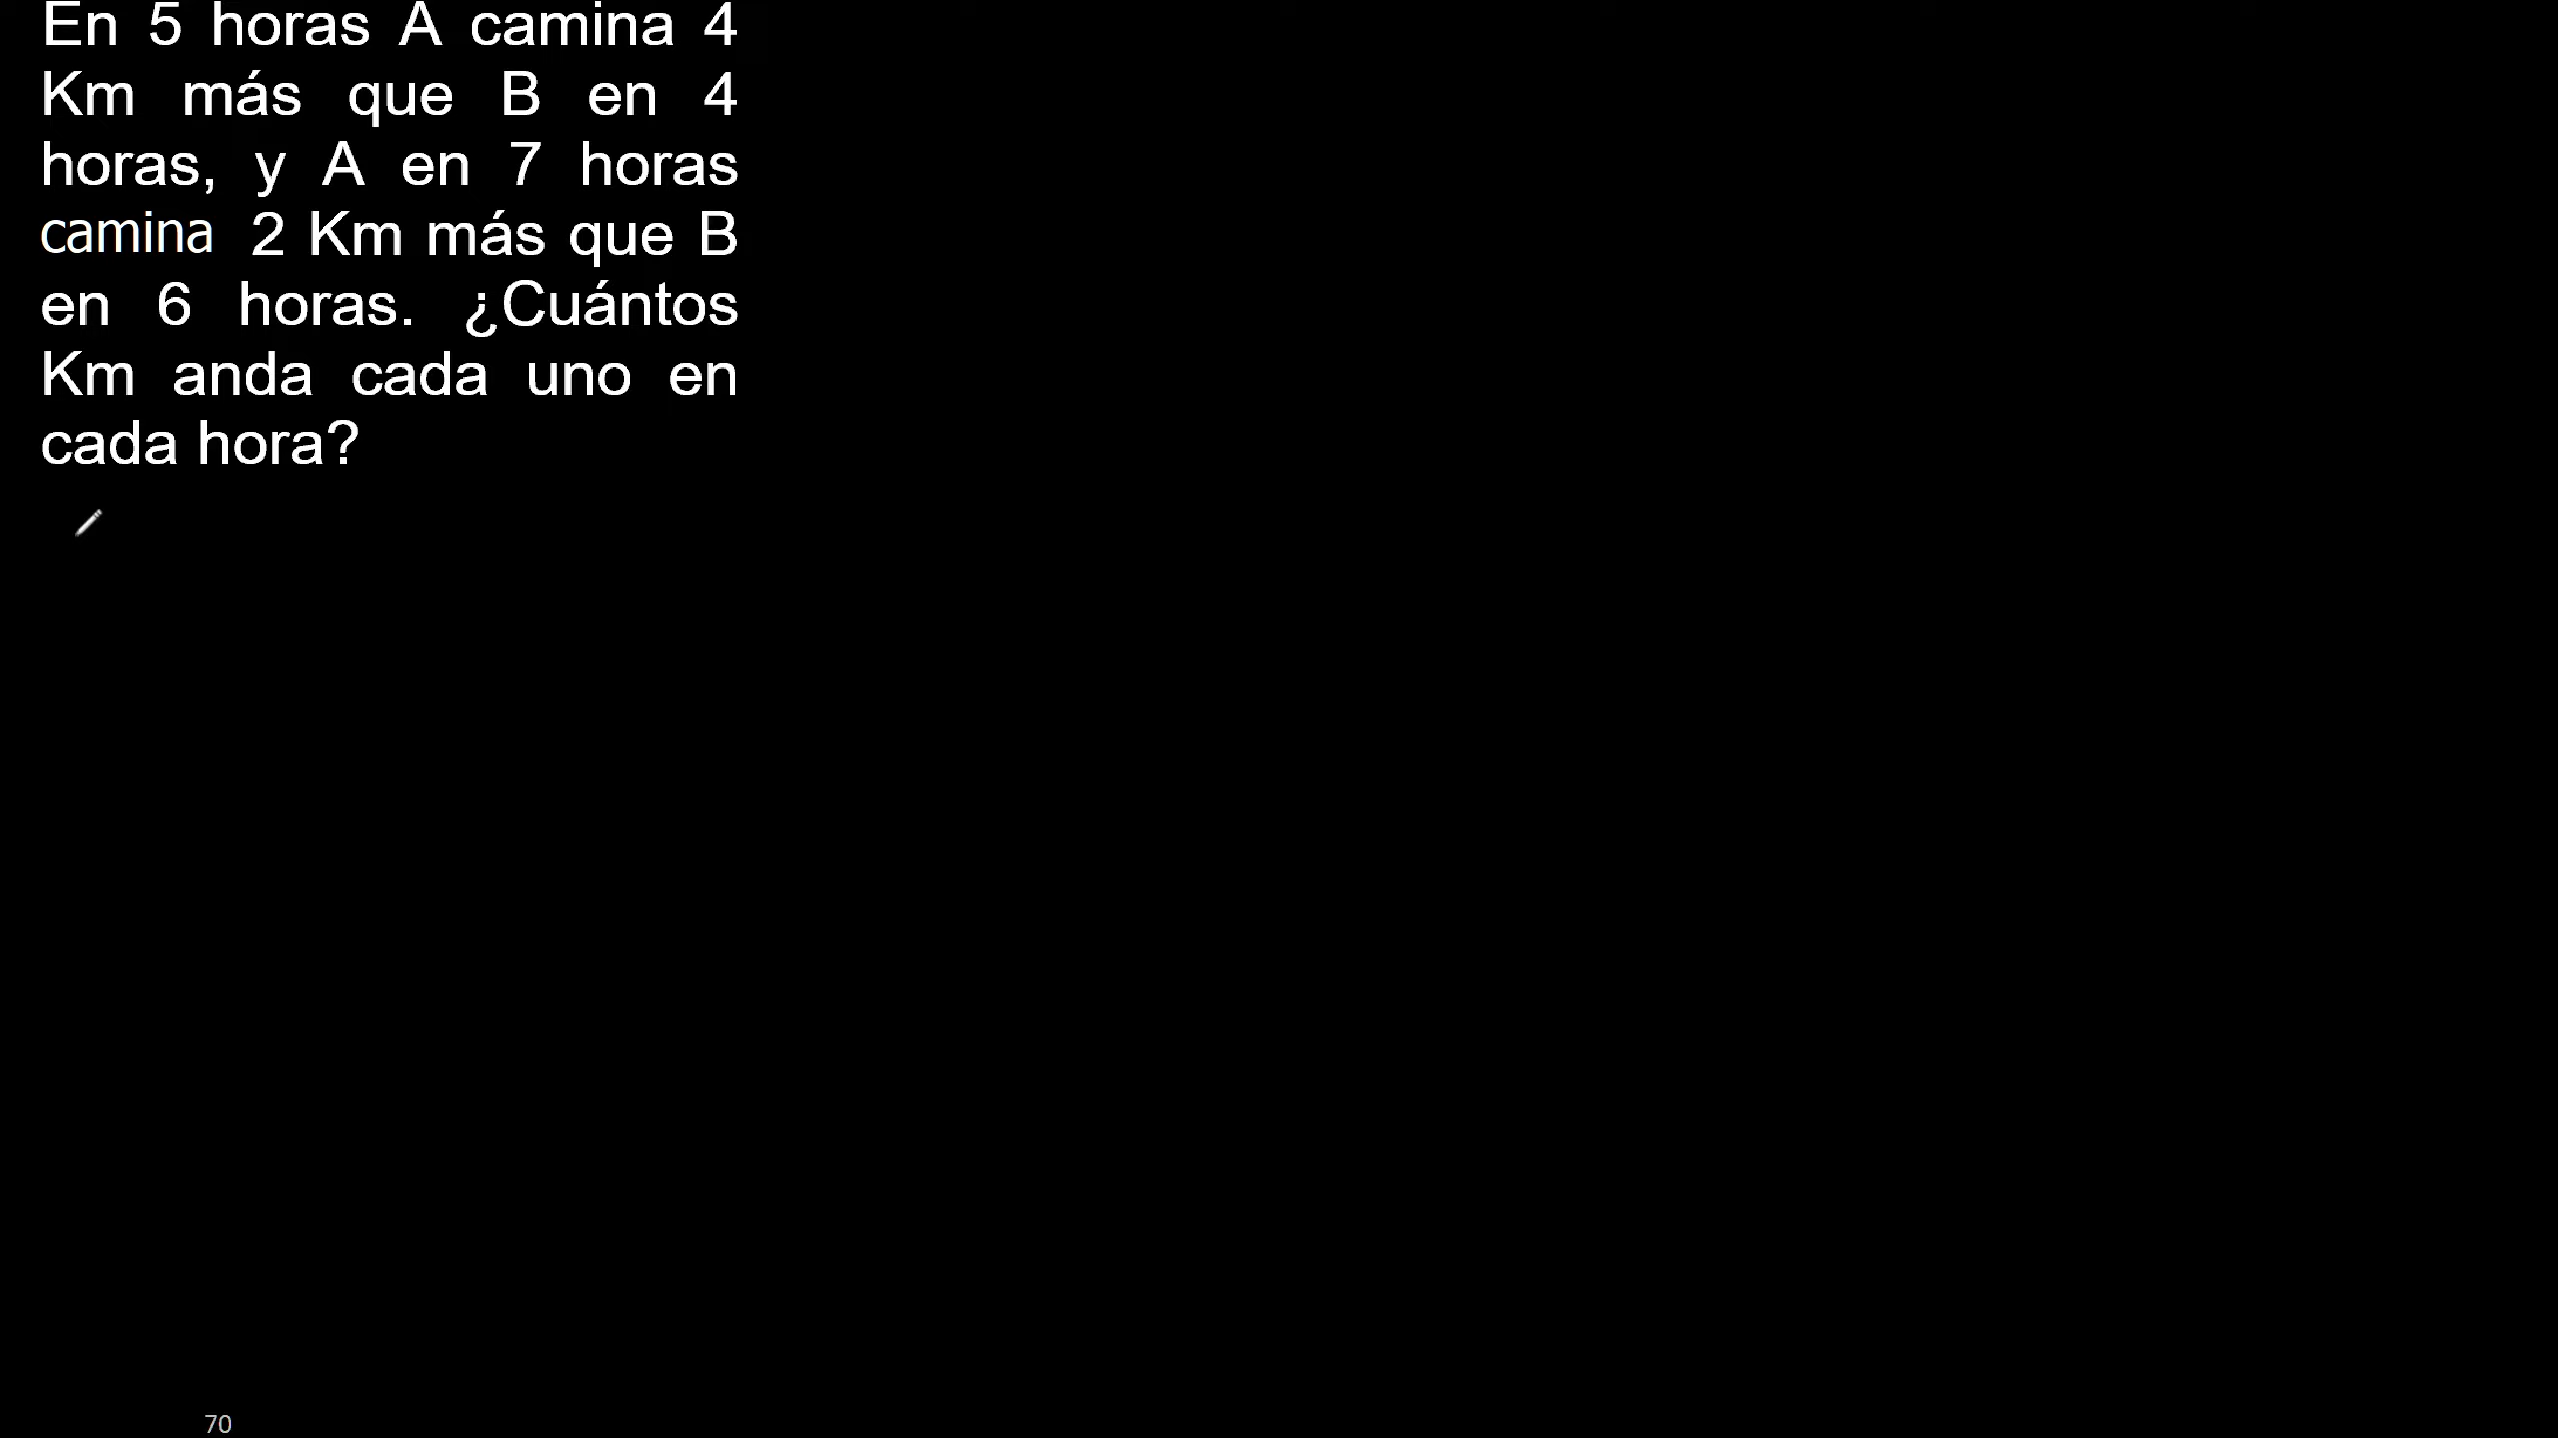 En 5 horas A camina 4
Km más que B en 4
horas, y A en 7 horas
camina 2 Km más que B
en 6 horas. ¿Cuántos
Km anda cada uno en
cada hora?
70